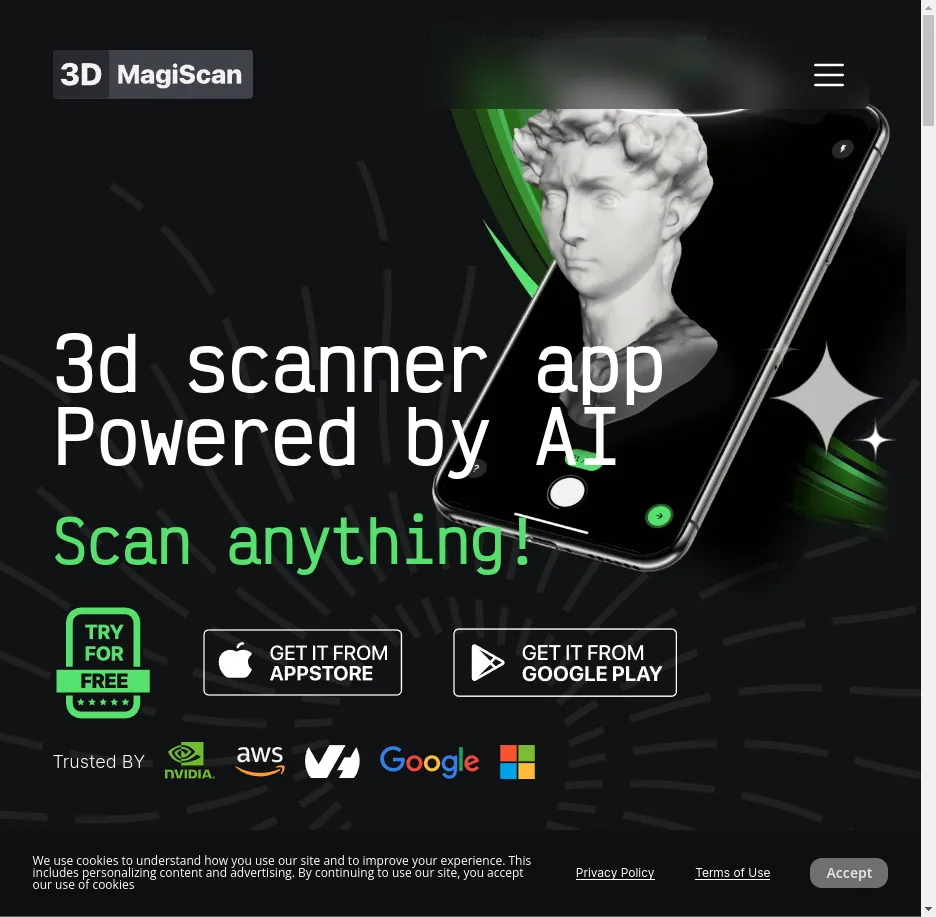 3D MagiScan
3d scanner app
Powered by AI
Scan anything!
TRY
FOR
FREE
GET IT FROM
APPSTORE
GET IT FROM
GOOGLE PLAY
Trusted BY
NVIDIA.
aws
Google
We use cookies to understand how you use our site and to improve your experience. This
includes personalizing content and advertising. By continuing to use our site, you accept
our use of cookies
Privacy Policy
Terms of Use
Accept